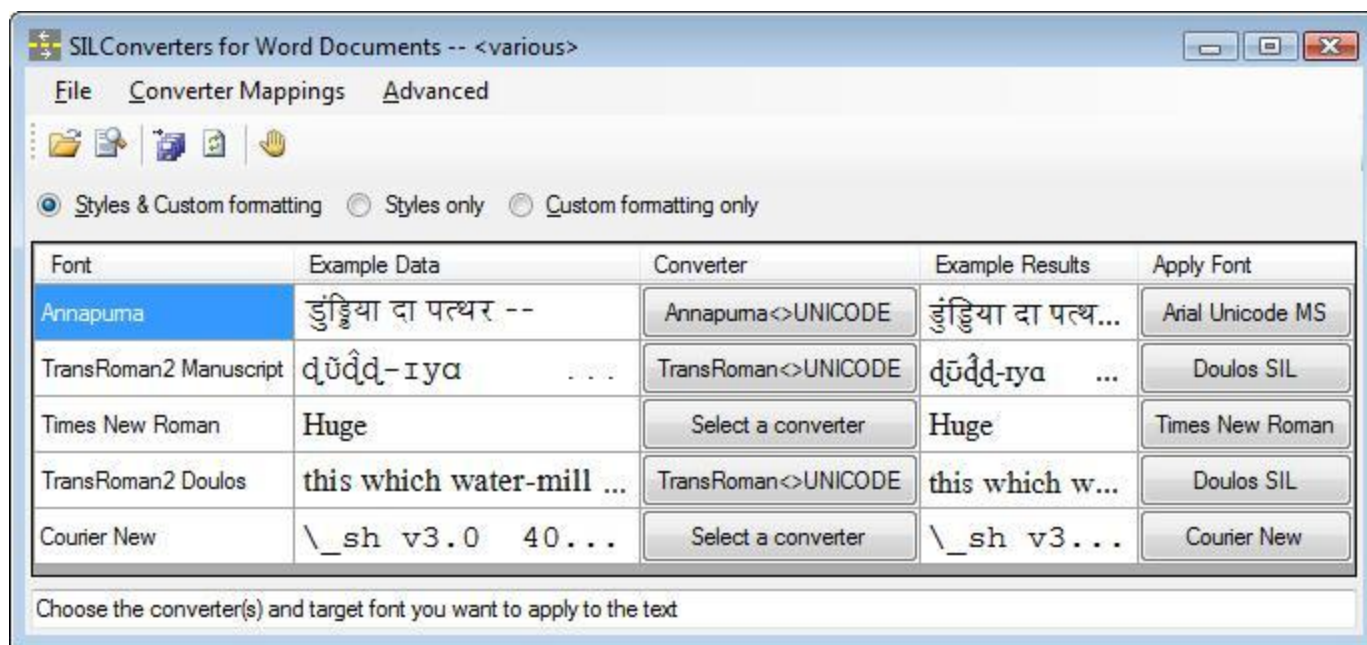 SILConverters for Word Documents -- <various>
File Converter Mappings Advanced
Styles & Custom formatting Styles only Custom formatting only
Font Example Data Converter Example Results Apply Font
Annapurna डुंड्डिया दा पत्थर -- Annapurna<>UNICODE डुंड्डिया दा पत्थ... Arial Unicode MS
TransRoman2 Manuscript ... TransRoman<>UNICODE ... Doulos SIL
Times New Roman Huge Select a converter Huge Times New Roman
TransRoman2 Doulos this which water-mill ... TransRoman<>UNICODE this which w... Doulos SIL
Courier New \_sh v3.0 40... Select a converter \_sh v3... Courier New
Choose the converter(s) and target font you want to apply to the text